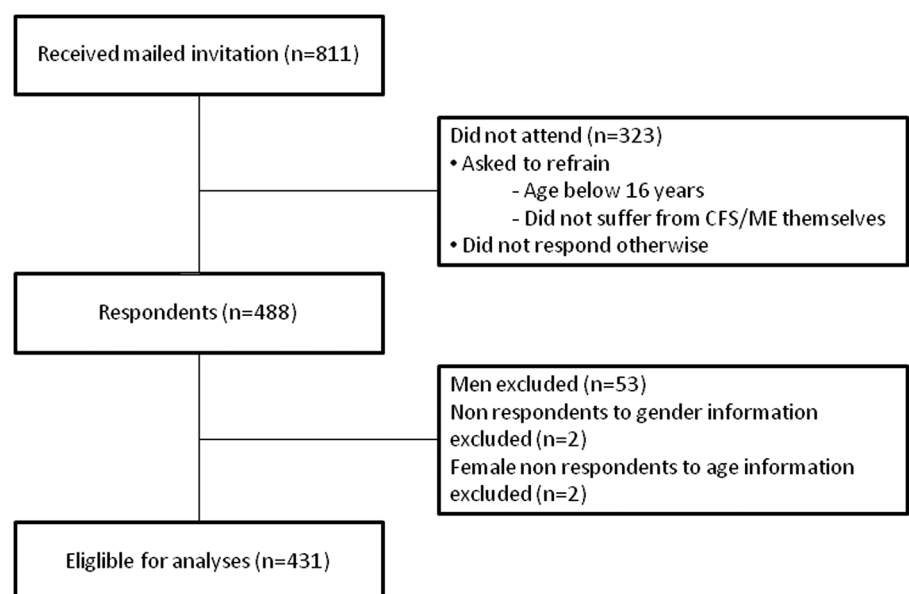 Received mailed invitation (n=811)
Did not attend (n=323)
• Asked to refrain
- Age below 16 years
- Did not suffer from CFS/ME themselves
• Did not respond otherwise
Respondents (n=488)
Men excluded (n=53)
Non respondents to gender information
excluded (n=2)
Female non respondents to age information
excluded (n=2)
Eliglible for analyses (n=431)